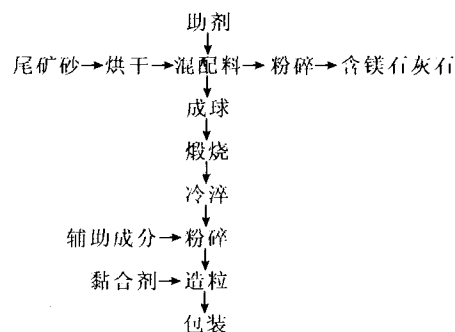 助剂
尾矿砂→烘干→混配料→粉碎→含镁石灰石
成球
煅烧
冷淬
辅助成分→粉碎
黏合剂→造粒
包装